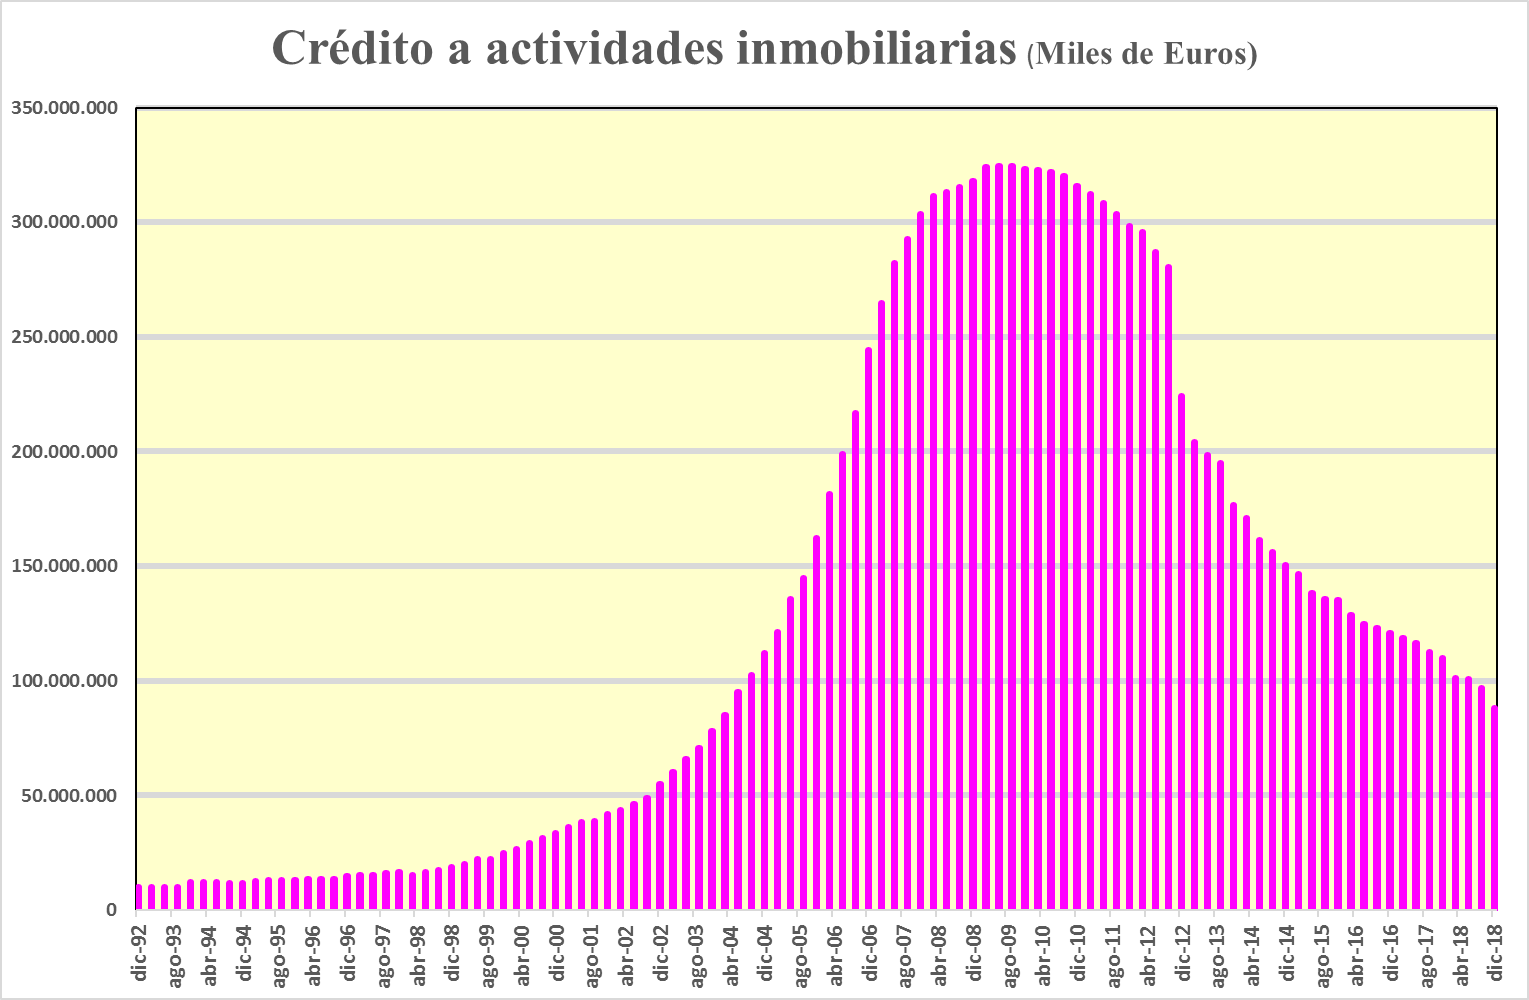 Crédito a actividades inmobiliarias (Miles de Euros)
350.000.000
300.000.000
250.000.000
200.000.000
150.000.000
100.000.000
50.000.000
0
dic-92
ago-93
abr-94
dic-94
ago-95
abr-96
dic-96
ago-97
abr-98
dic-98
ago-99
abr-00
dic-00
ago-01
abr-02
dic-02
ago-03
abr-04
dic-04
ago-05
abr-06
dic-06
ago-07
abr-08
dic-08
ago-09
abr-10
dic-10
ago-11
abr-12
dic-12
ago-13
abr-14
dic-14
ago-15
abr-16
dic-16
ago-17
abr-18
dic-18